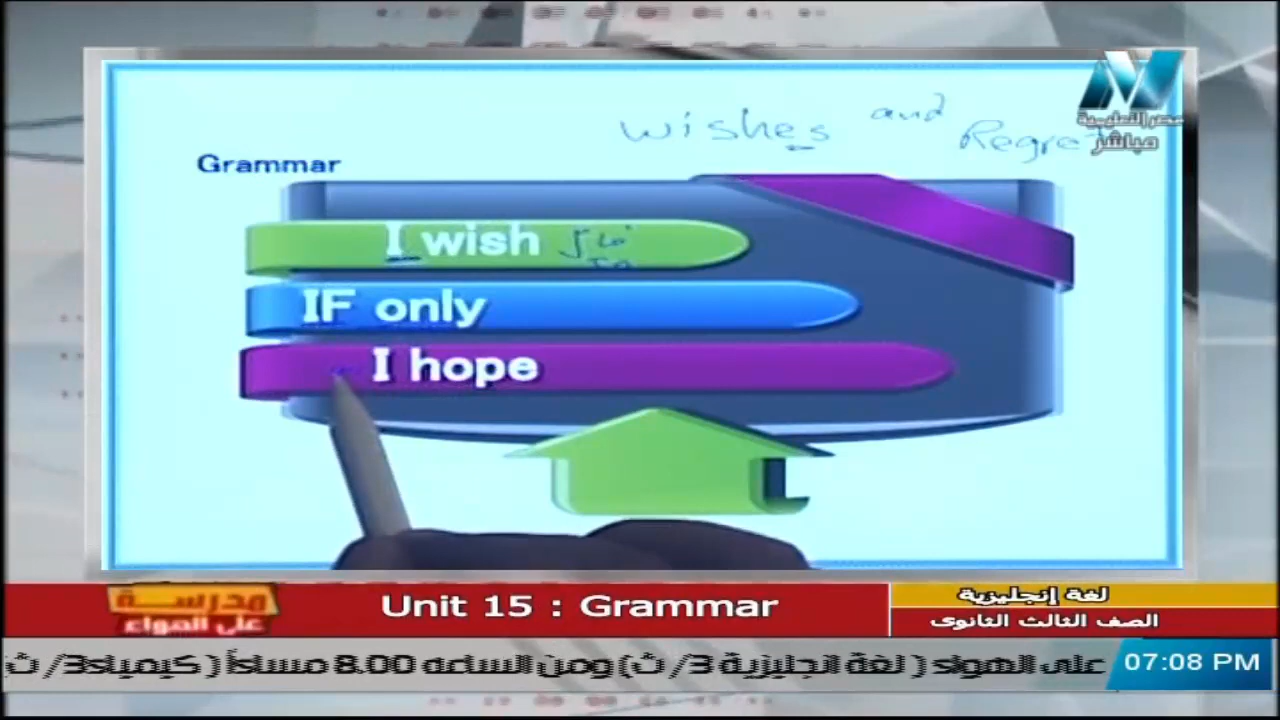 wishes and Regret
مصر التعليمية
مباشر
Grammar
I wish
IF only
I hope
مدرسة
على الهواء
Unit 15 : Grammar
لغة إنجليزية
الصف الثالث الثانوى
على الهواء ( لغة انجليزية 3/ ث) ومن الساعه 8.00 مساءاً ( كيمياء 3/ ث)
07:08 PM